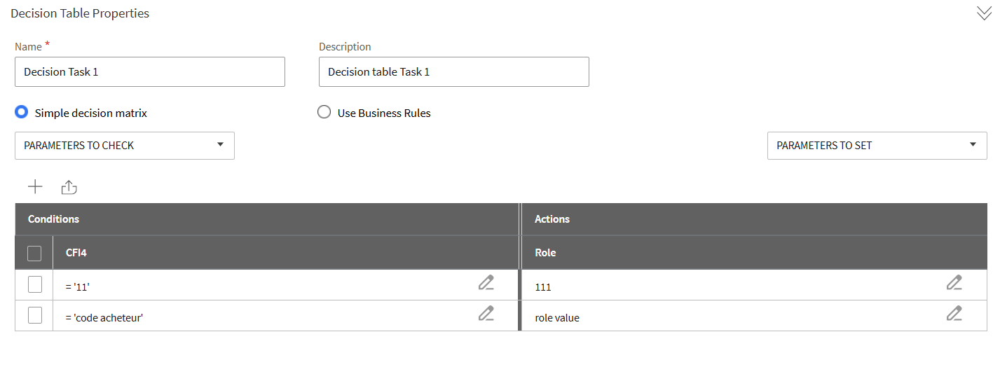 Decision Table Properties
Name *
Description
Decision Task 1
Decision table Task 1
Simple decision matrix
Use Business Rules
PARAMETERS TO CHECK
PARAMETERS TO SET
Conditions
Actions
CFI4
Role
= '11'
111
= 'code acheteur'
role value